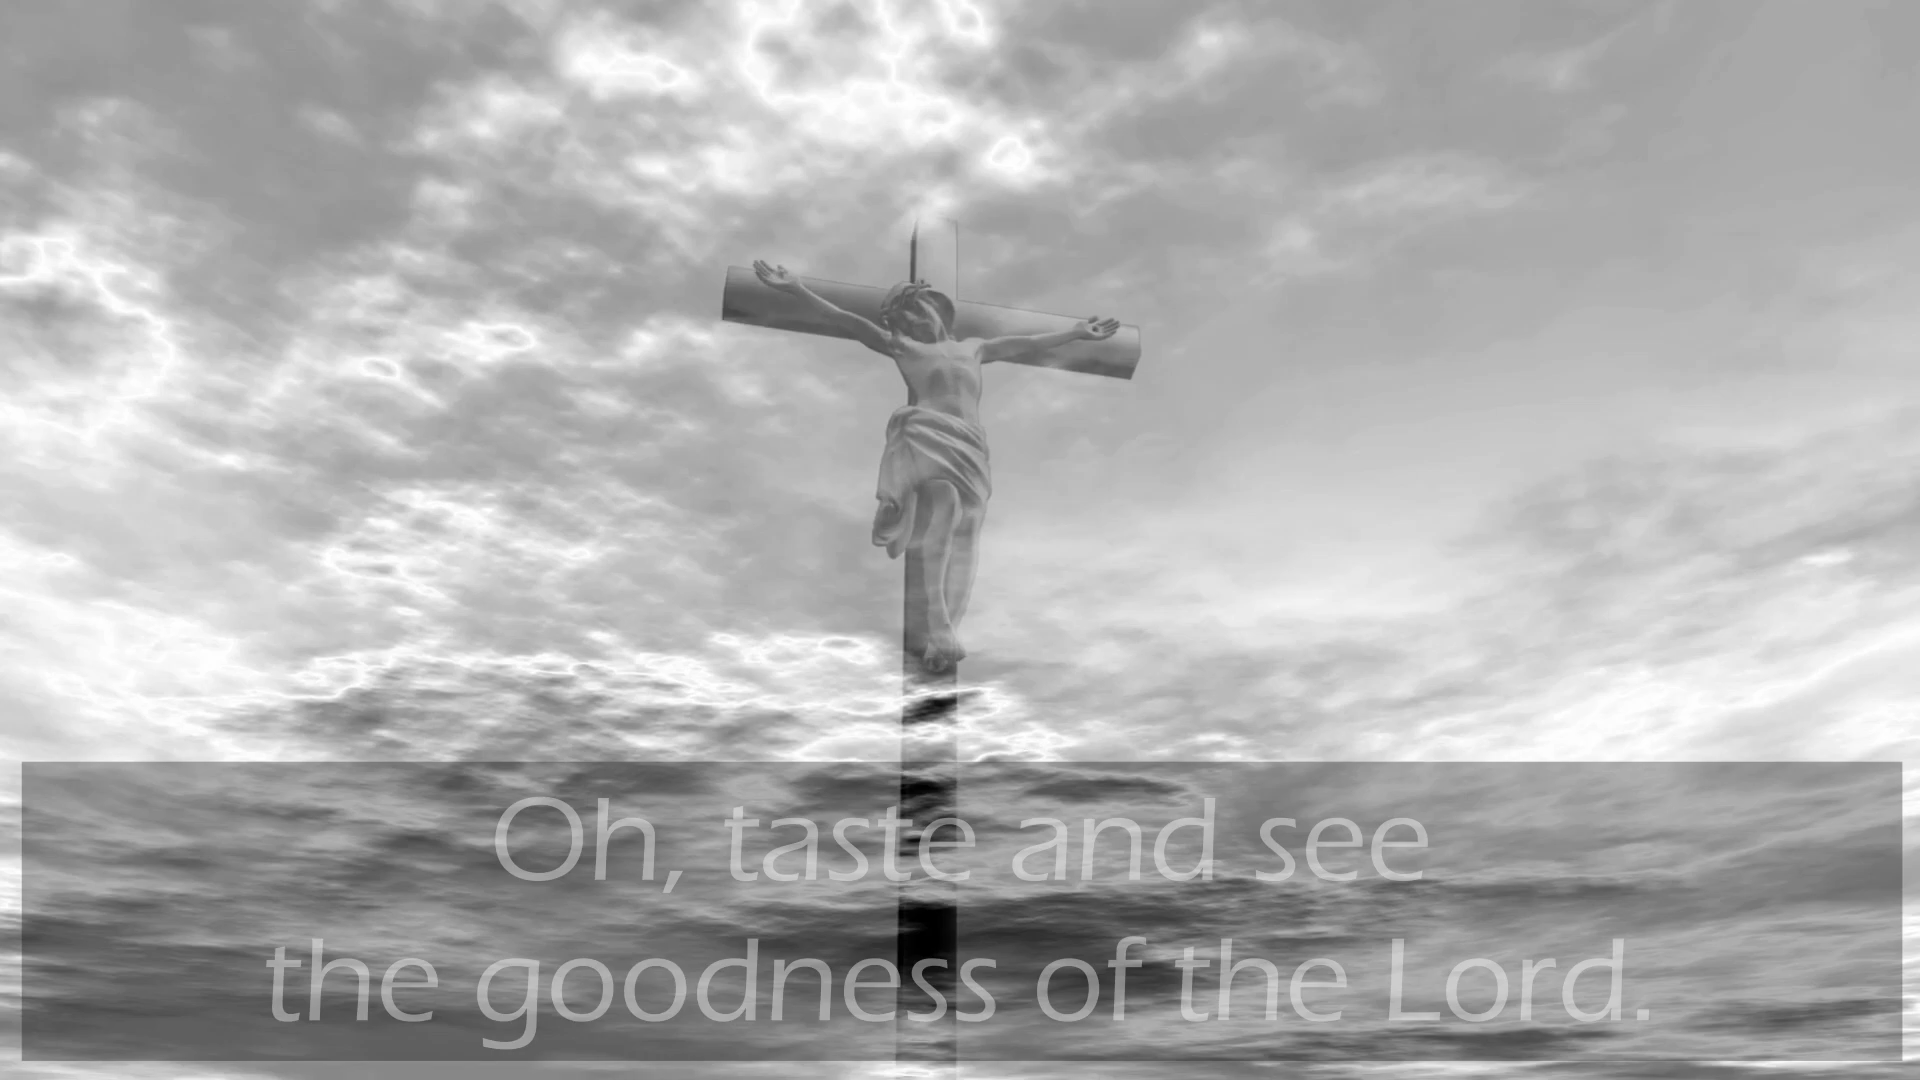 Oh, taste and see
the goodness of the Lord.